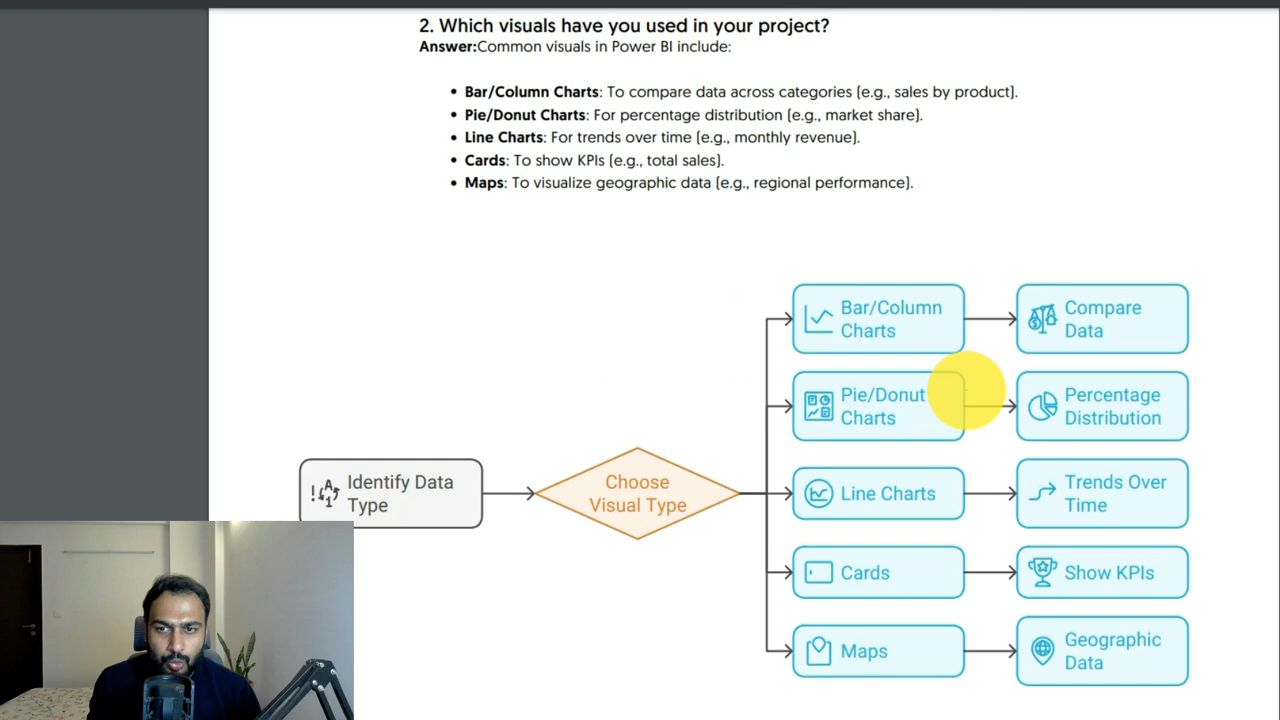 2. Which visuals have you used in your project?
Answer:Common visuals in Power BI include:
• Bar/Column Charts: To compare data across categories (e.g., sales by product).
• Pie/Donut Charts: For percentage distribution (e.g., market share).
• Line Charts: For trends over time (e.g., monthly revenue).
• Cards: To show KPIs (e.g., total sales).
• Maps: To visualize geographic data (e.g., regional performance).
Identify Data
Type
Choose
Visual Type
Bar/Column
Charts
Compare
Data
Pie/Donut
Charts
Percentage
Distribution
Line Charts
Trends Over
Time
Cards
Show KPIs
Maps
Geographic
Data